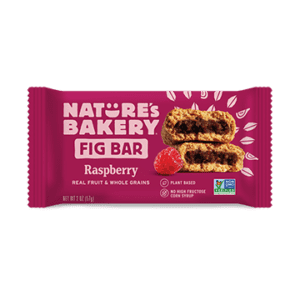 NATÜRE'S
BAKERY
FIG BAR
Raspberry
REAL FRUIT & WHOLE GRAINS
PLANT BASED
NO HIGH FRUCTOSE
CORN SYRUP
NET WT 2 OZ (57g)